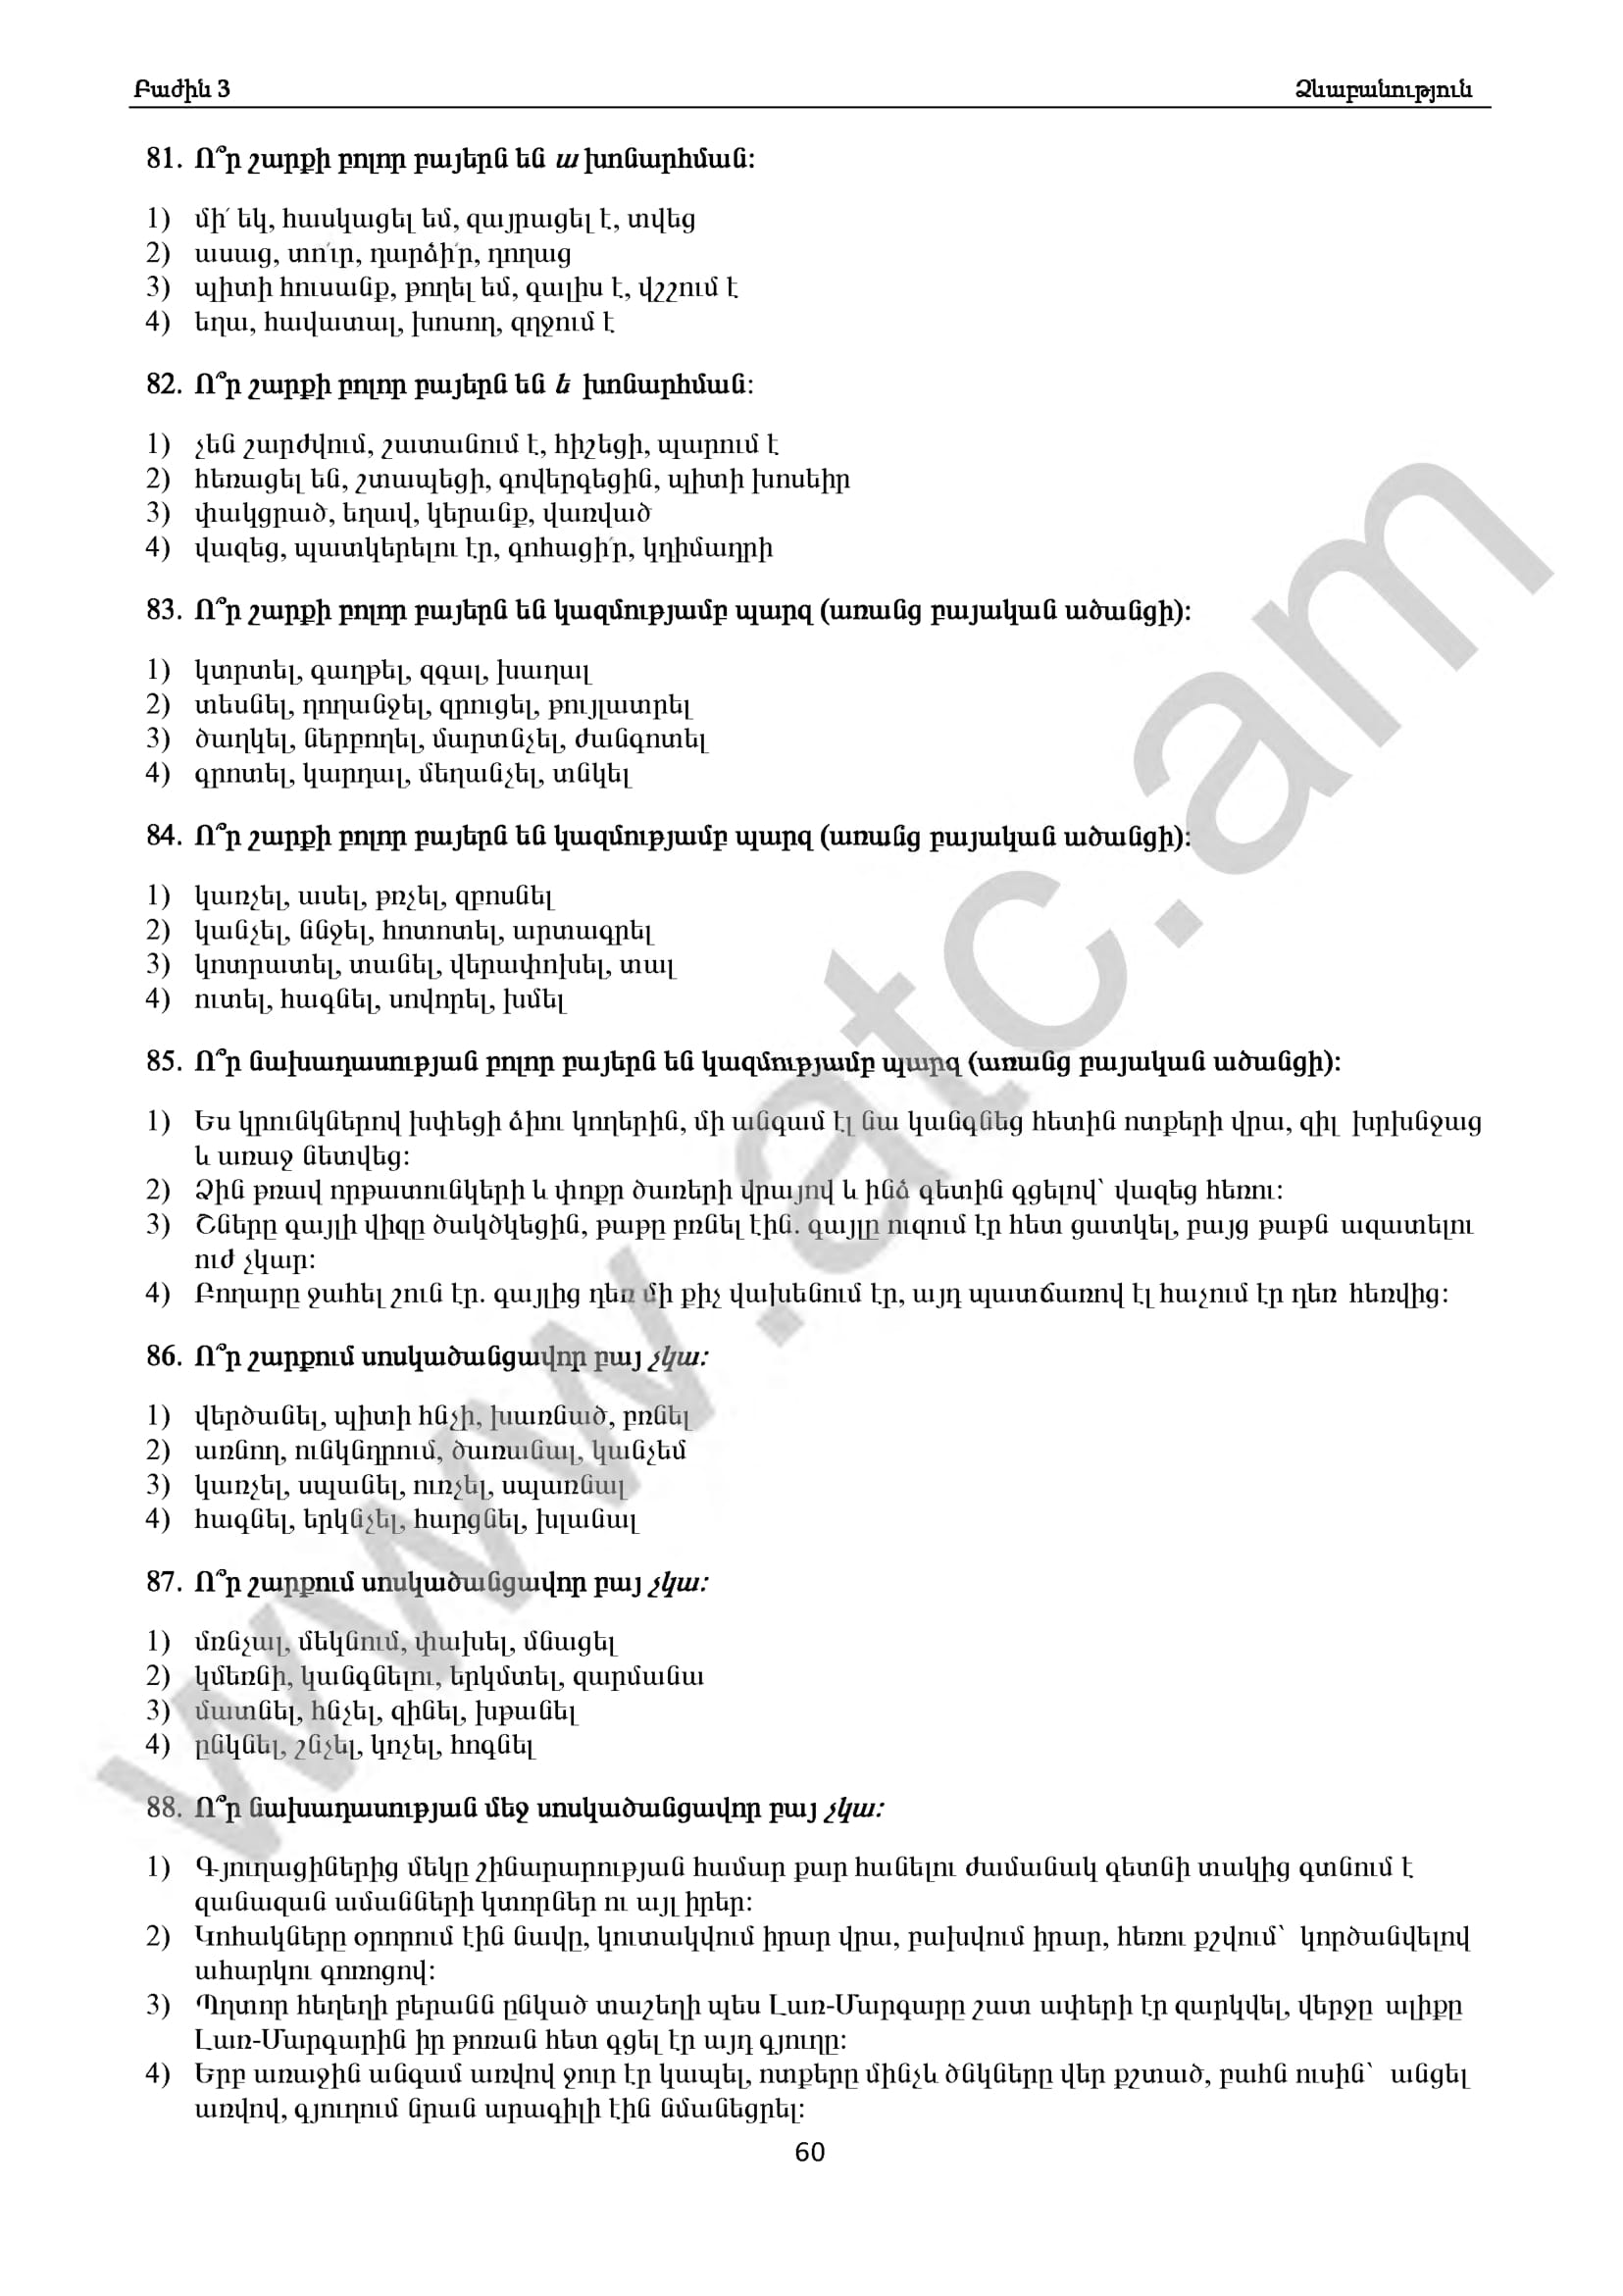 Բաժին 3 Ձևաբանություն
81. Ո՞ր շարքի բոլոր բայերն են ա խոնարհման:
1) մի՛ եկ, հասկացել եմ, զայրացել է, տվեց
2) ասաց, տո՛ւր, դարձի՛ր, դողաց
3) պիտի հուսանք, թողել եմ, գալիս է, վշշում է
4) եղա, հավատալ, խոսող, զղջում է
82. Ո՞ր շարքի բոլոր բայերն են ե խոնարհման:
1) չեն շարժվում, շատանում է, հիշեցի, պարում է
2) հեռացել են, շտապեցի, գովերգեցին, պիտի խոսեիր
3) փակցրած, եղավ, կերանք, վառված
4) վազեց, պատկերելու էր, գոհացի՛ր, կդիմադրի
83. Ո՞ր շարքի բոլոր բայերն են կազմությամբ պարզ (առանց բայական ածանցի):
1) կտրտել, գաղթել, զգալ, խաղալ
2) տեսնել, ղողանջել, զրուցել, թույլատրել
3) ծաղկել, ներբողել, մարտնչել, ժանգոտել
4) գրոտել, կարդալ, մեղանչել, տնկել
84. Ո՞ր շարքի բոլոր բայերն են կազմությամբ պարզ (առանց բայական ածանցի):
1) կառչել, ասել, թռչել, զբոսնել
2) կանչել, ննջել, հոտոտել, արտագրել
3) կոտրատել, տանել, վերափոխել, տալ
4) ուտել, հագնել, սովորել, խմել
85. Ո՞ր նախադասության բոլոր բայերն են կազմությամբ պարզ (առանց բայական ածանցի):
1) Ես կրունկներով խփեցի ձիու կողերին, մի անգամ էլ նա կանգնեց հետին ոտքերի վրա, զիլ խրխնջաց
և առաջ նետվեց:
2) Ձին թռավ որբատունկերի և փոքր ծառերի վրայով և ինձ գետին գցելով՝ վազեց հեռու:
3) Շները գայլի վիզը ծակծկեցին, թաթը բռնել էին. գայլը ուզում էր հետ ցատկել, բայց թաթն ազատելու
ուժ չկար:
4) Բողարը ջահել շուն էր. գայլից դեռ մի քիչ վախենում էր, այդ պատճառով էլ հաչում էր դեռ հեռվից:
86. Ո՞ր շարքում սոսկածանցավոր բայ չկա:
1) վերծանել, պիտի հնչի, խառնած, բռնել
2) առնող, ունկնդրում, ծառանալ, կանչեմ
3) կառչել, սպանել, ուռչել, սպառնալ
4) հագնել, երկնչել, հարցնել, խլանալ
87. Ո՞ր շարքում սոսկածանցավոր բայ չկա:
1) մռնչալ, մեկնում, փախել, մնացել
2) կմեռնի, կանգնելու, երկմտել, զարմանա
3) մատնել, հնչել, զինել, խթանել
4) ընկնել, շնչել, կոչել, հոգնել
88. Ո՞ր նախադասության մեջ սոսկածանցավոր բայ չկա:
1) Գյուղացիներից մեկը շինարարության համար քար հանելու ժամանակ գետնի տակից գտնում է
զանազան ամանների կտորներ ու այլ իրեր:
2) Կոհակները օրորում էին նավը, կուտակվում իրար վրա, բախվում իրար, հեռու քշվում՝ կործանվելով
ահարկու գոռոցով:
3) Պղտոր հեղեղի բերանն ընկած տաշեղի պես Լառ-Մարգարը շատ ափերի էր զարկվել, վերջը ալիքը
Լառ-Մարգարին իր թոռան հետ գցել էր այդ գյուղը:
4) Երբ առաջին անգամ առվով ջուր էր կապել, ոտքերը մինչև ծնկները վեր քշտած, բահն ուսին՝ անցել
առվով, գյուղում նրան արագիլի էին նմանեցրել:
60
www.atc.am